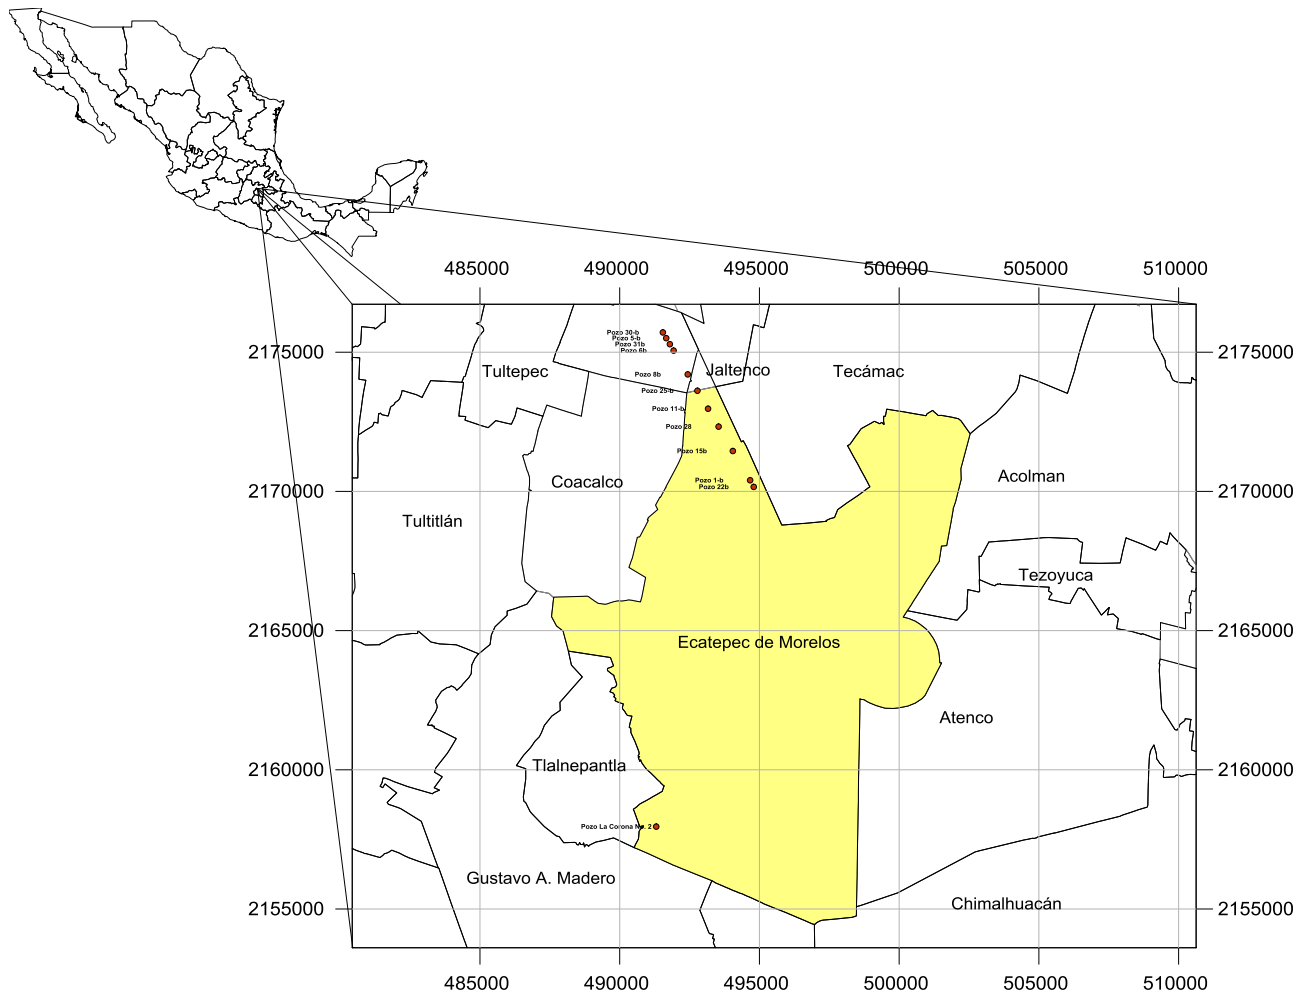 485000 490000 495000 500000 505000 510000
Pozo 30-b
Pozo 5-b
Pozo 31b
Pozo 6b
2175000 2175000
Tultepec Jaltenco Tecámac
Pozo 8b
Pozo 25-b
Pozo 11-b
Pozo 28
Pozo 15b
Coacalco Acolman
Pozo 1-b
Pozo 22b
2170000 2170000
Tultitlán
Tezoyuca
2165000 2165000
Ecatepec de Morelos
Atenco
Tlalnepantla
2160000 2160000
Pozo La Corona No. 2
Gustavo A. Madero
Chimalhuacán
2155000 2155000
485000 490000 495000 500000 505000 510000